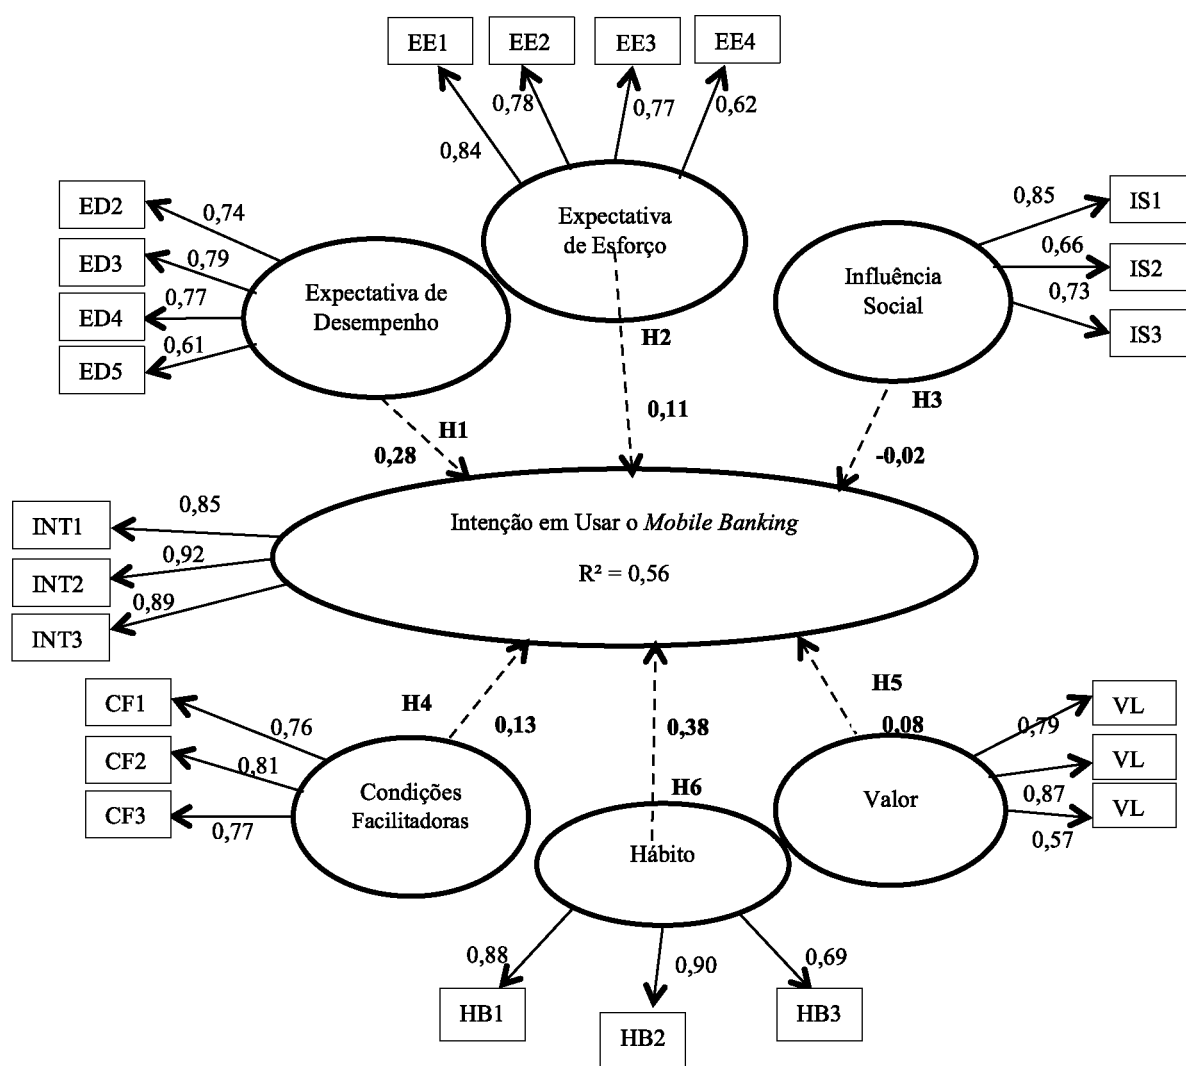 EE1
EE2
EE3
EE4
0,84
0,78
0,77
0,62
Expectativa
de Esforço
ED2
ED3
ED4
ED5
0,74
0,79
0,77
0,61
Expectativa de
Desempenho
IS1
IS2
IS3
0,85
0,66
0,73
Influência
Social
H1
0,28
H2
0,11
H3
-0,02
INT1
INT2
INT3
0,85
0,92
0,89
Intenção em Usar o Mobile Banking
R² = 0,56
H4
0,13
0,38
H6
H5
0,08
CF1
CF2
CF3
0,76
0,81
0,77
Condições
Facilitadoras
Hábito
Valor
VL
VL
VL
0,79
0,87
0,57
0,88
0,90
0,69
HB1
HB2
HB3